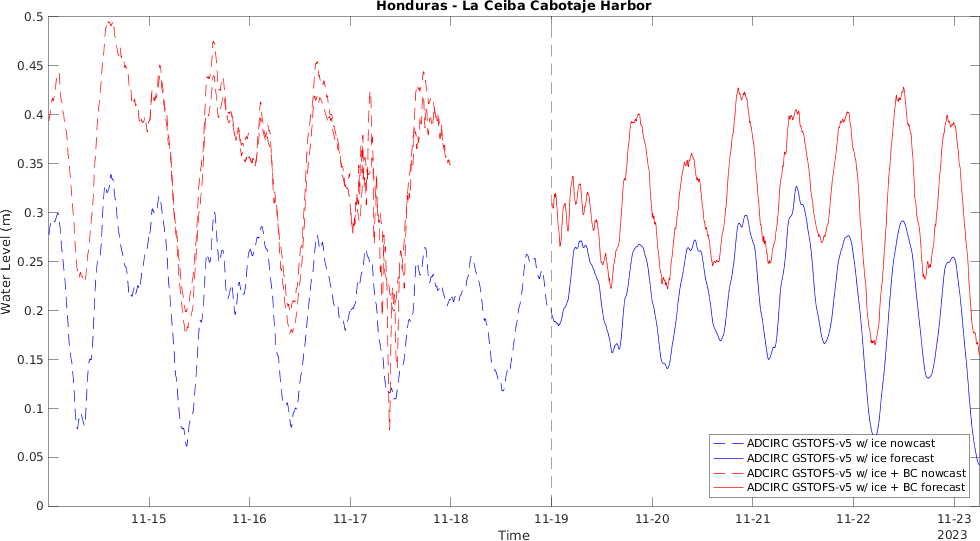 Honduras - La Ceiba Cabotaje Harbor
0.5
0.45
0.4
0.35
0.3
0.25
0.2
0.15
0.1
0.05
0
Water Level (m)
ADCIRC GSTOFS-v5 w/ ice nowcast
ADCIRC GSTOFS-v5 w/ ice forecast
ADCIRC GSTOFS-v5 w/ ice + BC nowcast
ADCIRC GSTOFS-v5 w/ ice + BC forecast
11-15 11-16 11-17 11-18 11-19 11-20 11-21 11-22 11-23
Time 2023